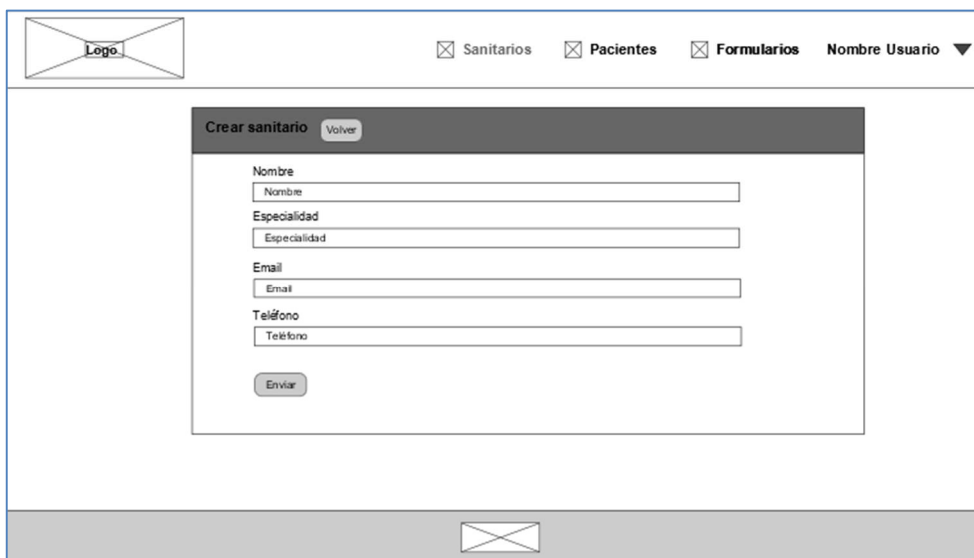 Logo
Sanitarios Pacientes Formularios Nombre Usuario
Crear sanitario Volver
Nombre
Nombre
Especialidad
Especialidad
Email
Email
Teléfono
Teléfono
Enviar